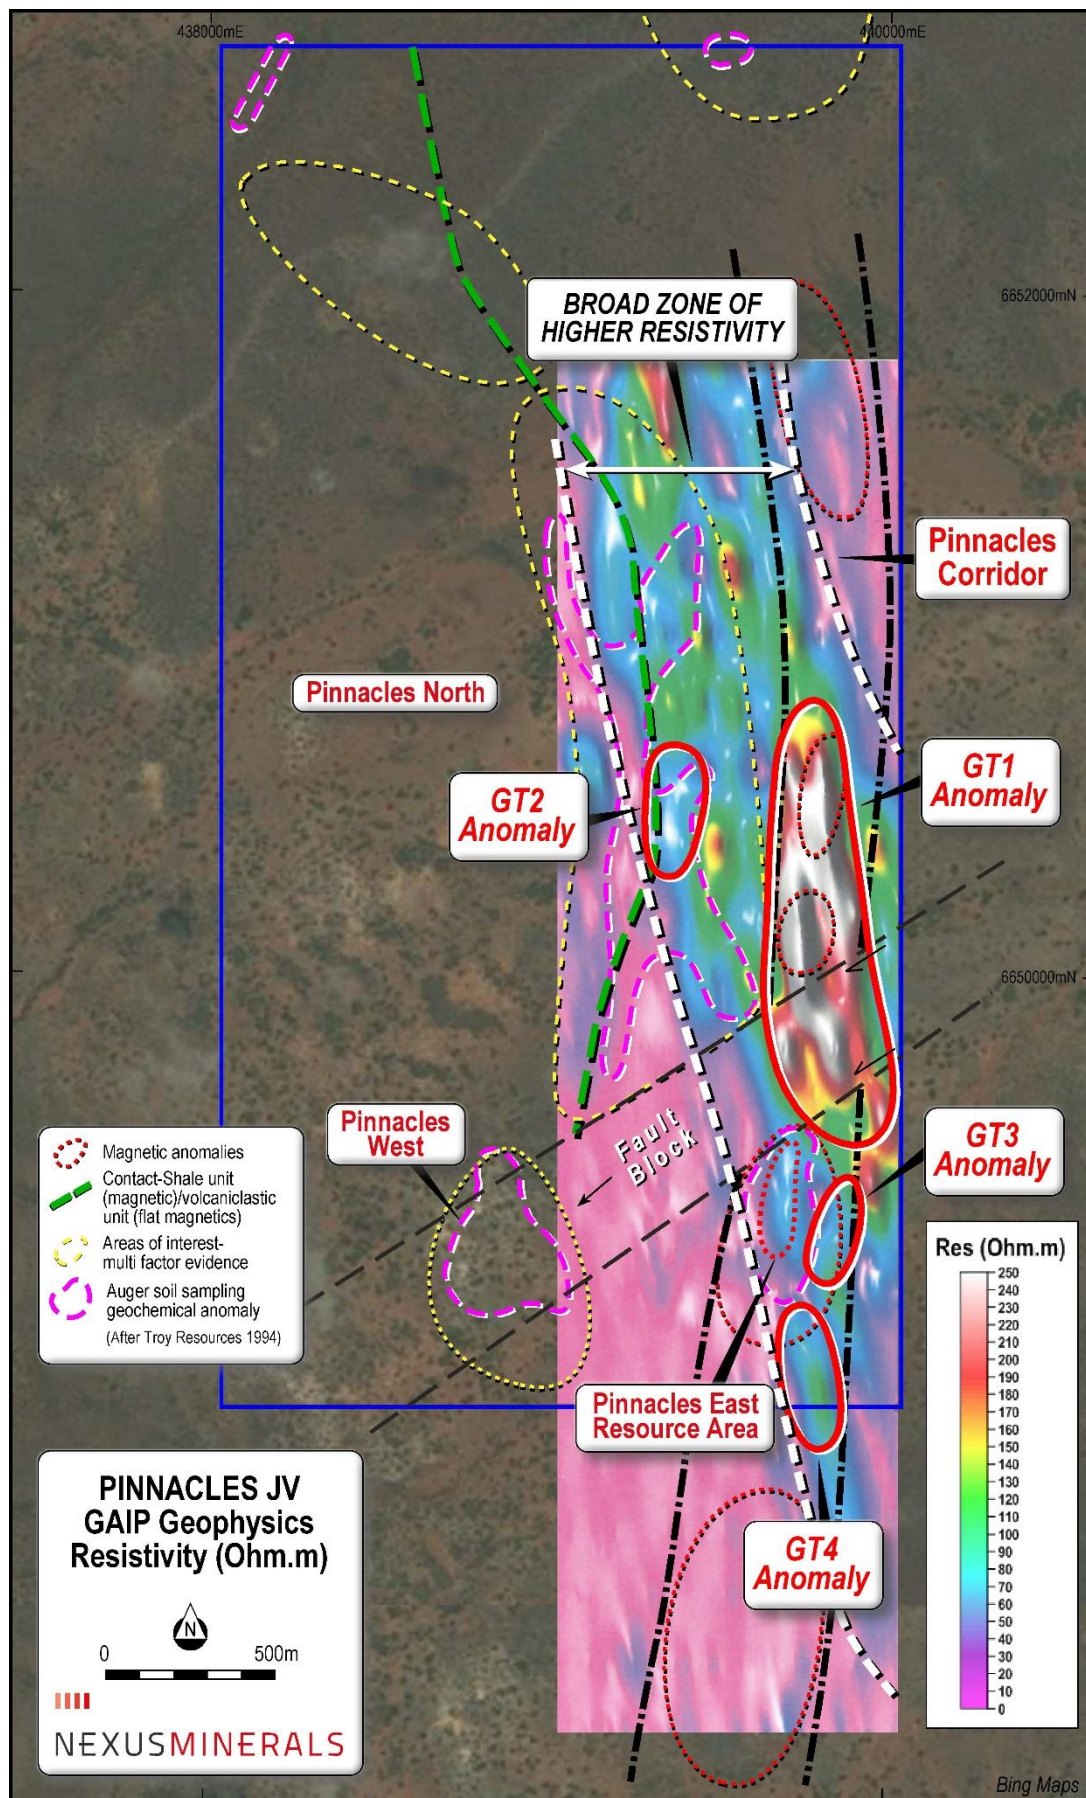 438000mE
440000mE
BROAD ZONE OF
HIGHER RESISTIVITY
6652000mN
Pinnacles
Corridor
Pinnacles North
GT2
Anomaly
GT1
Anomaly
6650000mN
Pinnacles
West
Fault
Block
GT3
Anomaly
Magnetic anomalies
Contact-Shale unit
(magnetic)/volcaniclastic
unit (flat magnetics)
Areas of interest-
multi factor evidence
Auger soil sampling
geochemical anomaly
(After Troy Resources 1994)
Res (Ohm.m)
250
240
230
220
210
200
190
180
170
160
150
140
130
120
110
100
90
80
70
60
50
40
30
20
10
0
Pinnacles East
Resource Area
PINNACLES JV
GAIP Geophysics
Resistivity (Ohm.m)
N
0 500m
NEXUSMINERALS
GT4
Anomaly
Bing Maps